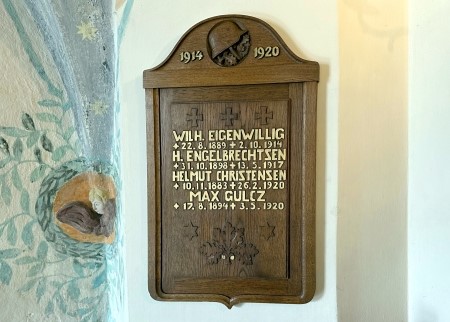 1914 1920
WILH. EIGENWILLIG
+ 22. 8. 1889 + 2. 10. 1914
H. ENGELBRECHTSEN
+ 31. 10. 1898 + 13. 5. 1917
HELMUT CHRISTENSEN
+ 10. 11. 1883 + 26. 2. 1920
MAX GULCZ
+ 17. 8. 1894 + 3. 5. 1920